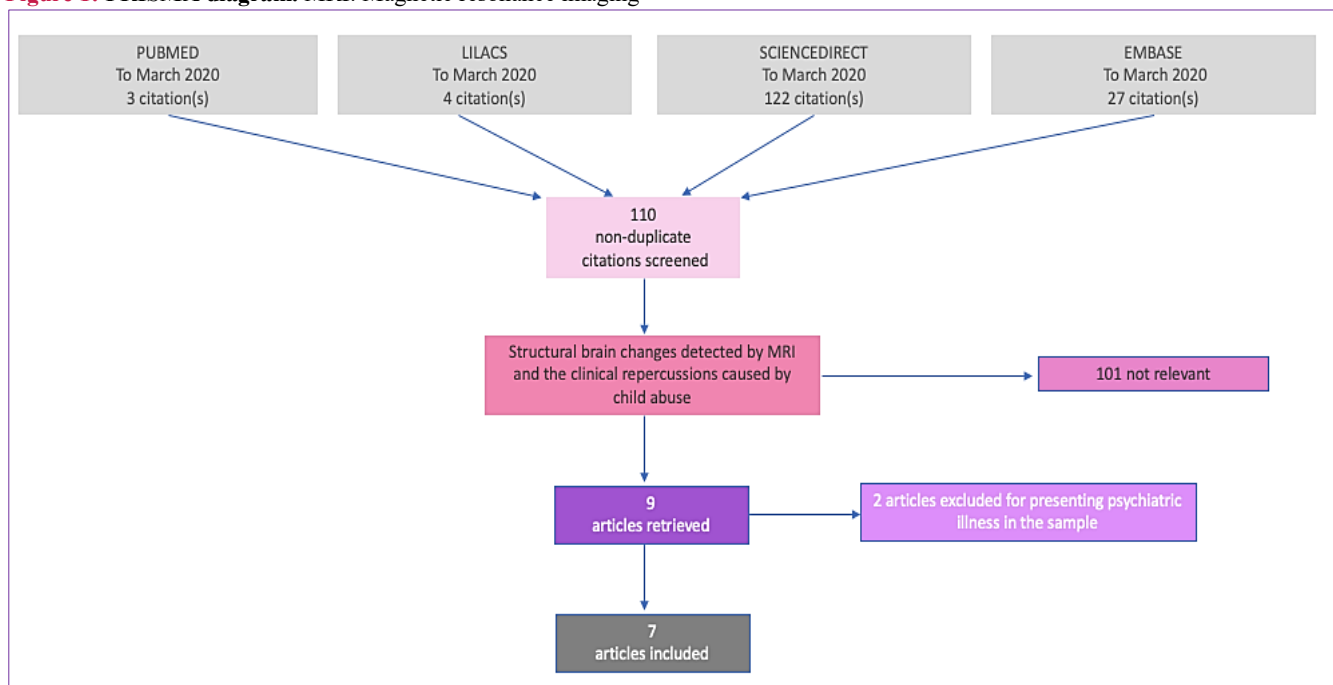 Figure 1. PRISMA diagram. MRI: Magnetic resonance imaging
PUBMED
To March 2020
3 citation(s)
LILACS
To March 2020
4 citation(s)
SCIENCEDIRECT
To March 2020
122 citation(s)
EMBASE
To March 2020
27 citation(s)
110
non-duplicate
citations screened
Structural brain changes detected by MRI
and the clinical repercussions caused by
child abuse
101 not relevant
9
articles retrieved
2 articles excluded for presenting psychiatric
illness in the sample
7
articles included